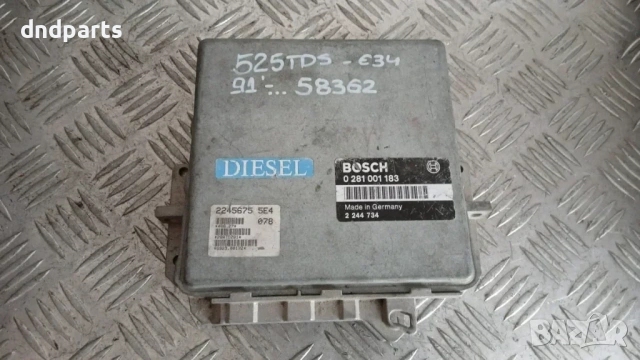 dndparts
525TDS - E34
91'-... 58362
DIESEL
BOSCH
0 281 001 183
Made in Germany
2 244 734
2245675 5E4
078
BAZAR